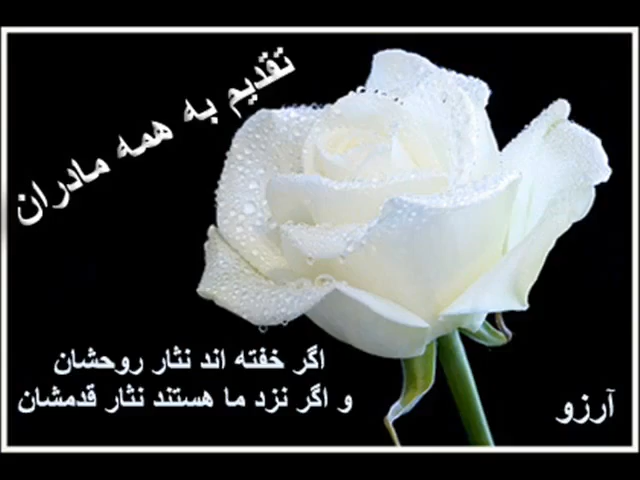 تقدیم به همه مادران
اگر خفته اند نثار روحشان
و اگر نزد ما هستند نثار قدمشان
آرزو